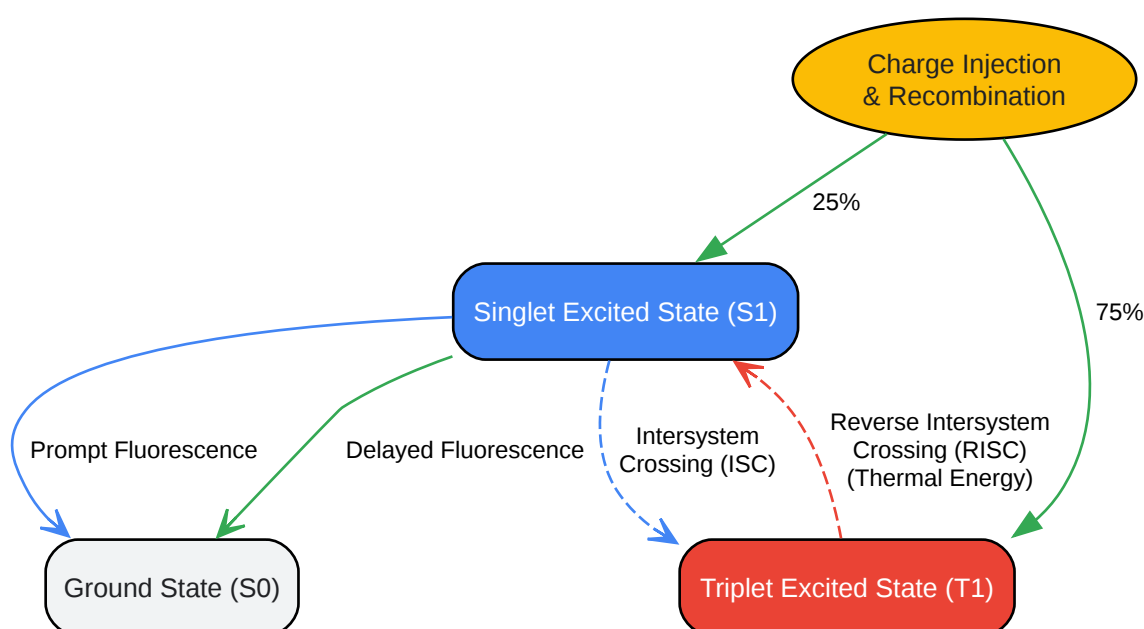 Charge Injection
& Recombination
25%
Singlet Excited State (S1)
75%
Prompt Fluorescence
Delayed Fluorescence
Intersystem
Crossing (ISC)
Reverse Intersystem
Crossing (RISC)
(Thermal Energy)
Ground State (S0)
Triplet Excited State (T1)